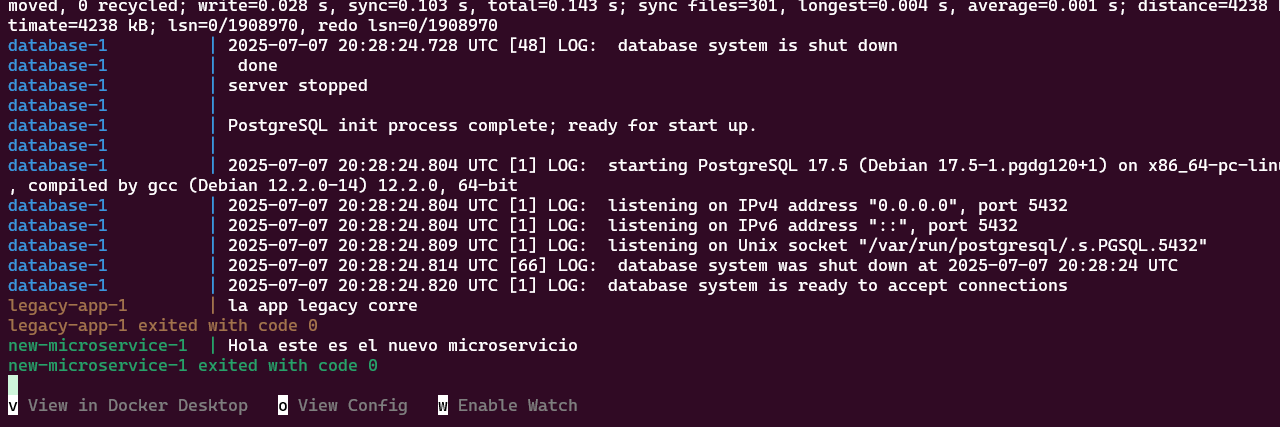 moved, 0 recycled; write=0.028 s, sync=0.103 s, total=0.143 s; sync files=301, longest=0.004 s, average=0.001 s; distance=4238
timate=4238 kB; lsn=0/1908970, redo lsn=0/1908970
database-1 | 2025-07-07 20:28:24.728 UTC [48] LOG: database system is shut down
database-1 | done
database-1 | server stopped
database-1 |
database-1 | PostgreSQL init process complete; ready for start up.
database-1 |
database-1 | 2025-07-07 20:28:24.804 UTC [1] LOG: starting PostgreSQL 17.5 (Debian 17.5-1.pgdg120+1) on x86_64-pc-linu
, compiled by gcc (Debian 12.2.0-14) 12.2.0, 64-bit
database-1 | 2025-07-07 20:28:24.804 UTC [1] LOG: listening on IPv4 address "0.0.0.0", port 5432
database-1 | 2025-07-07 20:28:24.804 UTC [1] LOG: listening on IPv6 address "::", port 5432
database-1 | 2025-07-07 20:28:24.809 UTC [1] LOG: listening on Unix socket "/var/run/postgresql/.s.PGSQL.5432"
database-1 | 2025-07-07 20:28:24.814 UTC [66] LOG: database system was shut down at 2025-07-07 20:28:24 UTC
database-1 | 2025-07-07 20:28:24.820 UTC [1] LOG: database system is ready to accept connections
legacy-app-1 | la app legacy corre
legacy-app-1 exited with code 0
new-microservice-1 | Hola este es el nuevo microservicio
new-microservice-1 exited with code 0
v View in Docker Desktop o View Config w Enable Watch